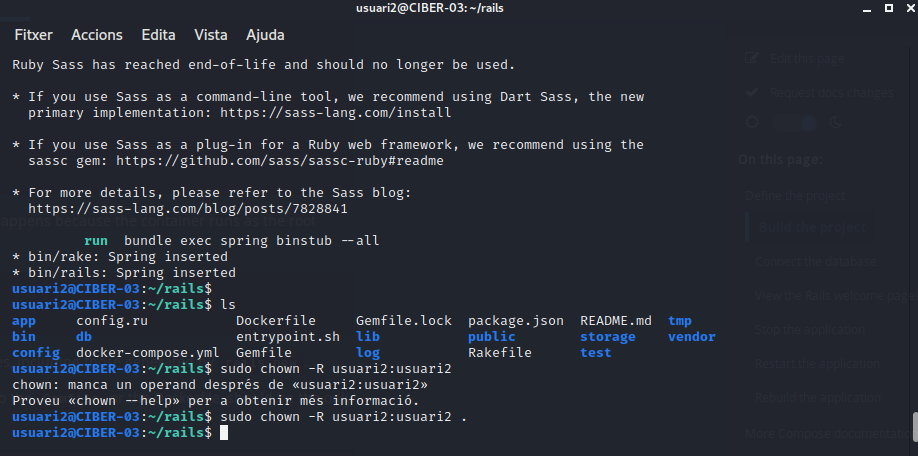 usuari2@CIBER-03:~/rails
Fitxer Accions Edita Vista Ajuda
Ruby Sass has reached end-of-life and should no longer be used.
* If you use Sass as a command-line tool, we recommend using Dart Sass, the new
primary implementation: https://sass-lang.com/install
* If you use Sass as a plug-in for a Ruby web framework, we recommend using the
sassc gem: https://github.com/sass/sassc-ruby#readme
* For more details, please refer to the Sass blog:
https://sass-lang.com/blog/posts/7828841
run bundle exec spring binstub --all
* bin/rake: Spring inserted
* bin/rails: Spring inserted
usuari2@CIBER-03:~/rails$
usuari2@CIBER-03:~/rails$ ls
app config.ru Dockerfile Gemfile.lock package.json README.md tmp
bin db entrypoint.sh lib public storage vendor
config docker-compose.yml Gemfile log Rakefile test
usuari2@CIBER-03:~/rails$ sudo chown -R usuari2:usuari2
chown: manca un operand després de «usuari2:usuari2»
Proveu «chown --help» per a obtenir més informació.
usuari2@CIBER-03:~/rails$ sudo chown -R usuari2:usuari2 .
usuari2@CIBER-03:~/rails$
Edit this page
Request docs changes
On this page:
Define the project
Build the project
Connect the database
View the Rails welcome page
Stop the application
Restart the application
Rebuild the application
More Compose documentation
appens because the container runs as the root